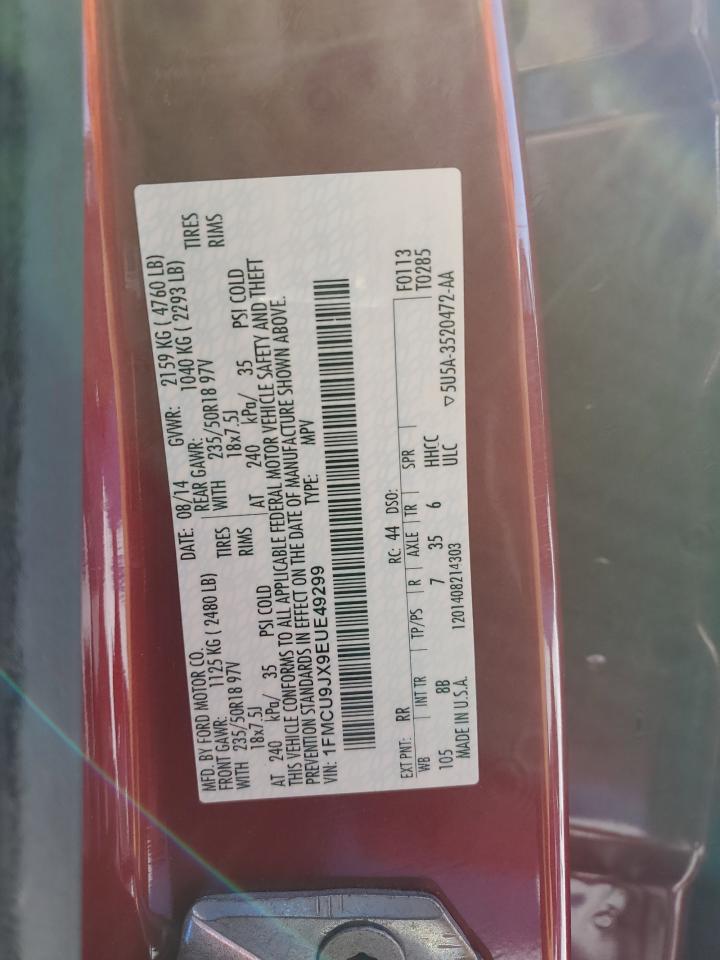 MFD. BY FORD MOTOR CO. DATE: 08/14 GVWR: 2159 KG ( 4760 LB)
FRONT GAWR: 1125 KG ( 2480 LB) REAR GAWR: 1040 KG ( 2293 LB)
WITH 235/50R18 97V TIRES WITH 235/50R18 97V TIRES
18x7.5J RIMS 18x7.5J RIMS
AT 240 kPa/ 35 PSI COLD AT 240 kPa/ 35 PSI COLD
THIS VEHICLE CONFORMS TO ALL APPLICABLE FEDERAL MOTOR VEHICLE SAFETY AND THEFT
PREVENTION STANDARDS IN EFFECT ON THE DATE OF MANUFACTURE SHOWN ABOVE.
VIN: 1FMCU9JX9EUE49299 TYPE: MPV
EXT PNT: RR RC: 44 DSO: F0113
WB INT TR TP/PS R AXLE TR SPR T0285
105 8B 7 35 6 HHCC
MADE IN U.S.A. 1201408214303 ULC ▽5U5A-3520472-AA